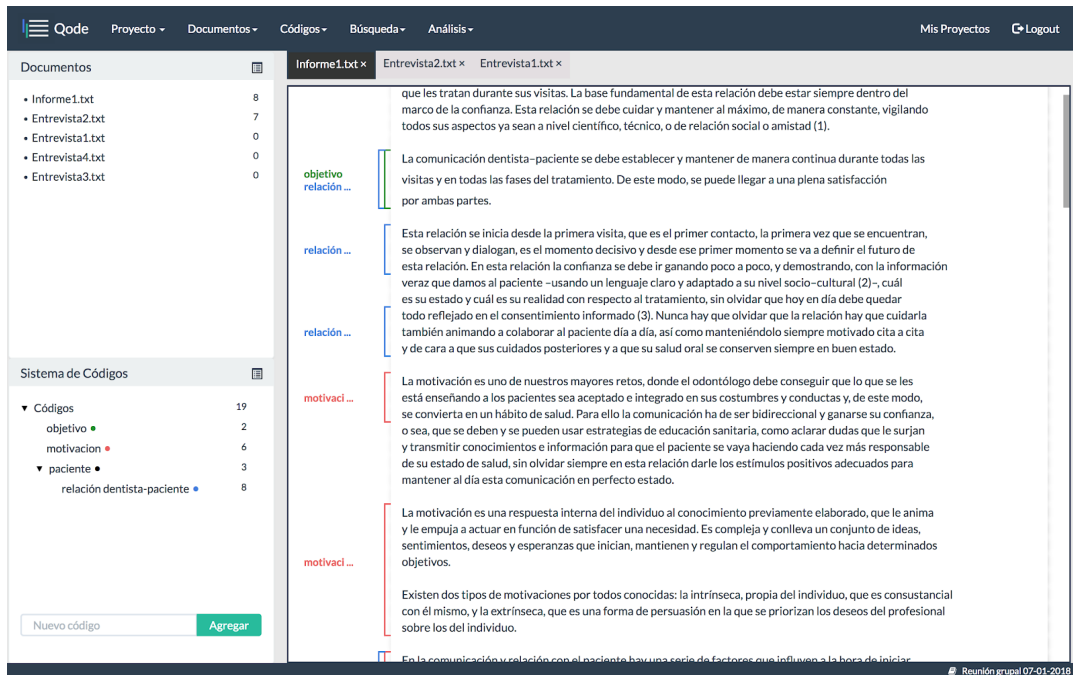 Qode Proyecto Documentos Códigos Búsqueda Análisis Mis Proyectos Logout
Documentos
Informe1.txt 8
Entrevista2.txt 7
Entrevista1.txt 0
Entrevista4.txt 0
Entrevista3.txt 0
Sistema de Códigos
Códigos 19
objetivo 2
motivacion 6
paciente 3
relación dentista-paciente 8
Nuevo código Agregar
Informe1.txt × Entrevista2.txt × Entrevista1.txt ×
que les tratan durante sus visitas. La base fundamental de esta relación debe estar siempre dentro del
marco de la confianza. Esta relación se debe cuidar y mantener al máximo, de manera constante, vigilando
todos sus aspectos ya sean a nivel científico, técnico, o de relación social o amistad (1).
objetivo
relación ...
La comunicación dentista–paciente se debe establecer y mantener de manera continua durante todas las
visitas y en todas las fases del tratamiento. De este modo, se puede llegar a una plena satisfacción
por ambas partes.
relación ...
Esta relación se inicia desde la primera visita, que es el primer contacto, la primera vez que se encuentran,
se observan y dialogan, es el momento decisivo y desde ese primer momento se va a definir el futuro de
esta relación. En esta relación la confianza se debe ir ganando poco a poco, y demostrando, con la información
veraz que damos al paciente –usando un lenguaje claro y adaptado a su nivel socio–cultural (2)–, cuál
es su estado y cuál es su realidad con respecto al tratamiento, sin olvidar que hoy en día debe quedar
todo reflejado en el consentimiento informado (3). Nunca hay que olvidar que la relación hay que cuidarla
relación ...
también animando a colaborar al paciente día a día, así como manteniéndolo siempre motivado cita a cita
y de cara a que sus cuidados posteriores y a que su salud oral se conserven siempre en buen estado.
motivaci ...
La motivación es uno de nuestros mayores retos, donde el odontólogo debe conseguir que lo que se les
está enseñando a los pacientes sea aceptado e integrado en sus costumbres y conductas y, de este modo,
se convierta en un hábito de salud. Para ello la comunicación ha de ser bidireccional y ganarse su confianza,
o sea, que se deben y se pueden usar estrategias de educación sanitaria, como aclarar dudas que le surjan
y transmitir conocimientos e información para que el paciente se vaya haciendo cada vez más responsable
de su estado de salud, sin olvidar siempre en esta relación darle los estímulos positivos adecuados para
mantener al día esta comunicación en perfecto estado.
La motivación es una respuesta interna del individuo al conocimiento previamente elaborado, que le anima
y le empuja a actuar en función de satisfacer una necesidad. Es compleja y conlleva un conjunto de ideas,
sentimientos, deseos y esperanzas que inician, mantienen y regulan el comportamiento hacia determinados
objetivos.
motivaci ...
Existen dos tipos de motivaciones por todos conocidas: la intrínseca, propia del individuo, que es consustancial
con él mismo, y la extrínseca, que es una forma de persuasión en la que se priorizan los deseos del profesional
sobre los del individuo.
En la comunicación y relación con el paciente hay una serie de factores que influyen a la hora de iniciar
Reunión grupal 07-01-2018